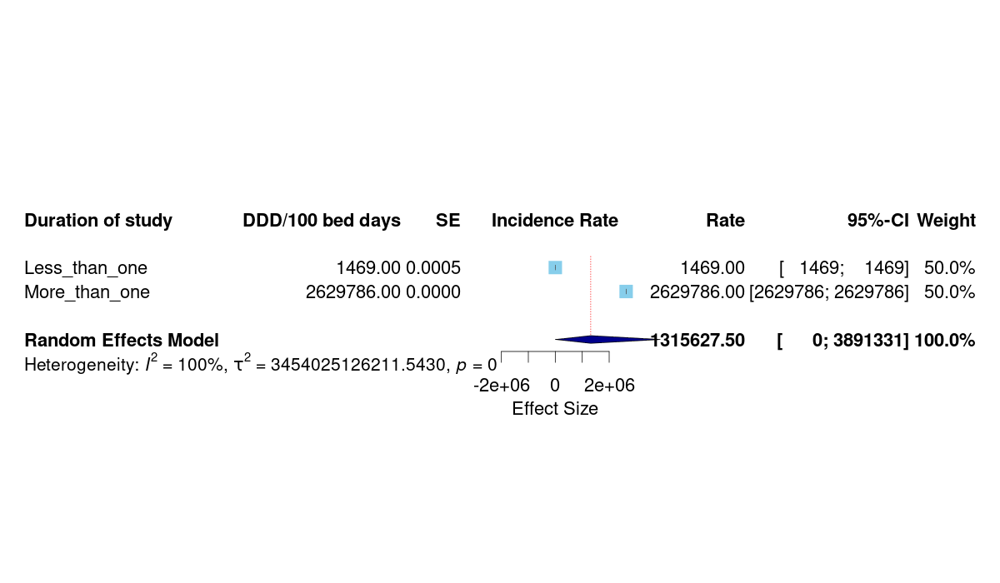 Duration of study DDD/100 bed days SE Incidence Rate Rate 95%-CI Weight
Less_than_one 1469.00 0.0005 1469.00 [ 1469; 1469] 50.0%
More_than_one 2629786.00 0.0000 2629786.00 [2629786; 2629786] 50.0%
Random Effects Model 1315627.50 [ 0; 3891331] 100.0%
Heterogeneity: I² = 100%, τ² = 3454025126211.5430, p = 0
-2e+06 0 2e+06
Effect Size